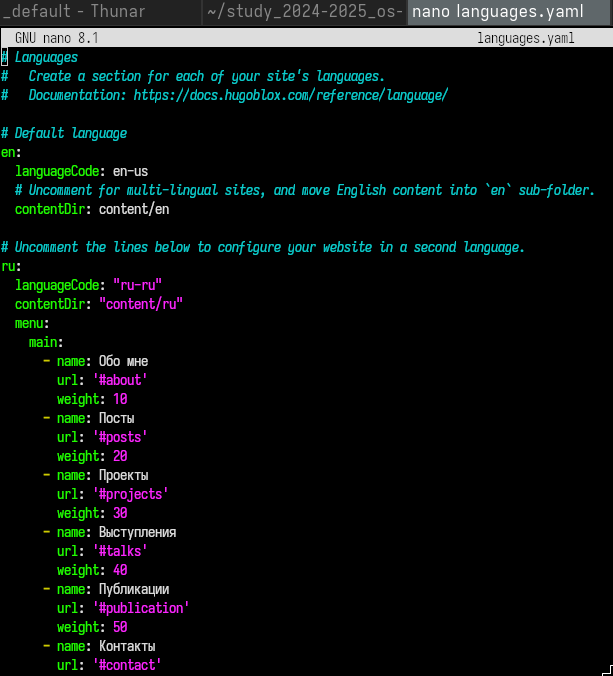 _default - Thunar
~/study_2024-2025_os-
nano languages.yaml
GNU nano 8.1 languages.yaml
# Languages
#   Create a section for each of your site's languages.
#   Documentation: https://docs.hugoblox.com/reference/language/

# Default language
en:
  languageCode: en-us
  # Uncomment for multi-lingual sites, and move English content into `en` sub-folder.
  contentDir: content/en

# Uncomment the lines below to configure your website in a second language.
ru:
  languageCode: "ru-ru"
  contentDir: "content/ru"
  menu:
    main:
      - name: Обо мне
        url: '#about'
        weight: 10
      - name: Посты
        url: '#posts'
        weight: 20
      - name: Проекты
        url: '#projects'
        weight: 30
      - name: Выступления
        url: '#talks'
        weight: 40
      - name: Публикации
        url: '#publication'
        weight: 50
      - name: Контакты
        url: '#contact'